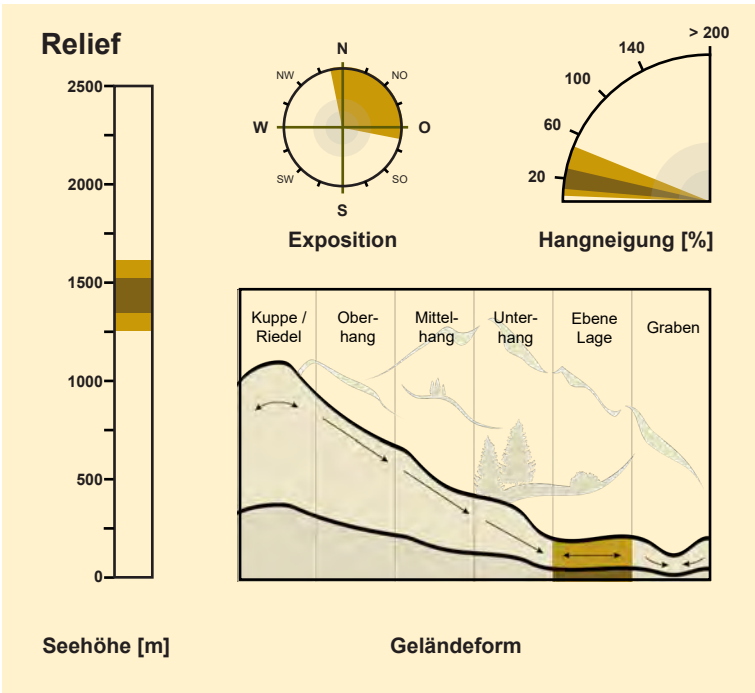 Relief
2500
2000
1500
1000
500
0
Seehöhe [m]
N
NW
NO
W
O
SW
SO
S
Exposition
> 200
140
100
60
20
Hangneigung [%]
Kuppe /
Riedel
Ober-
hang
Mittel-
hang
Unter-
hang
Ebene
Lage
Graben
Geländeform